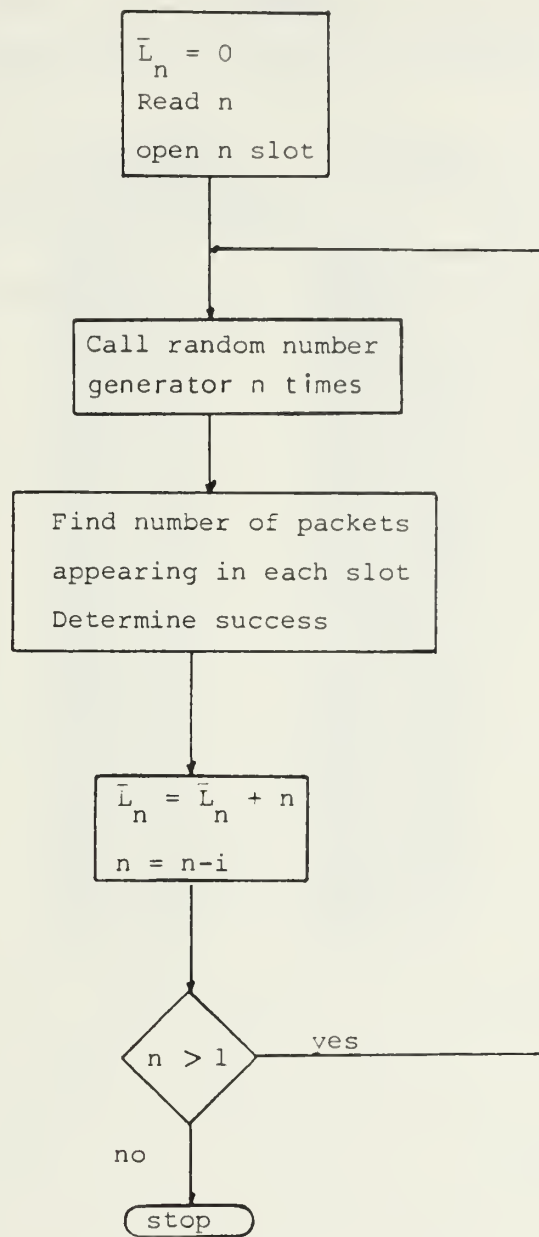 L̄n = 0
Read n
open n slot
Call random number
generator n times
Find number of packets
appearing in each slot
Determine success
L̄n = L̄n + n
n = n-i
n > 1
yes
no
stop